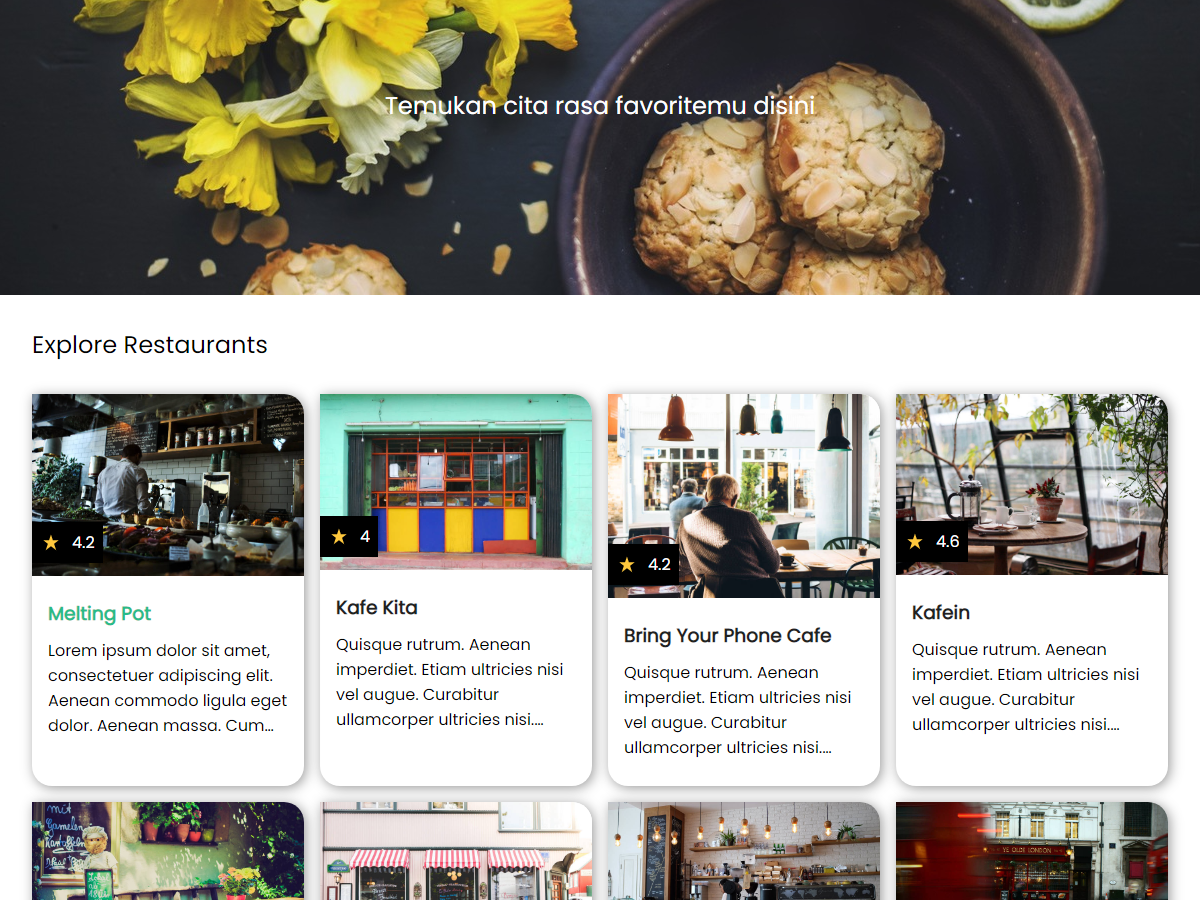 Temukan cita rasa favoritemu disini
Explore Restaurants
4.2
4
4.2
4.6
Melting Pot
Lorem ipsum dolor sit amet,
consectetuer adipiscing elit.
Aenean commodo ligula eget
dolor. Aenean massa. Cum...
Kafe Kita
Quisque rutrum. Aenean
imperdiet. Etiam ultricies nisi
vel augue. Curabitur
ullamcorper ultricies nisi....
Bring Your Phone Cafe
Quisque rutrum. Aenean
imperdiet. Etiam ultricies nisi
vel augue. Curabitur
ullamcorper ultricies nisi....
Kafein
Quisque rutrum. Aenean
imperdiet. Etiam ultricies nisi
vel augue. Curabitur
ullamcorper ultricies nisi....
mit
YE OLDE LONDON